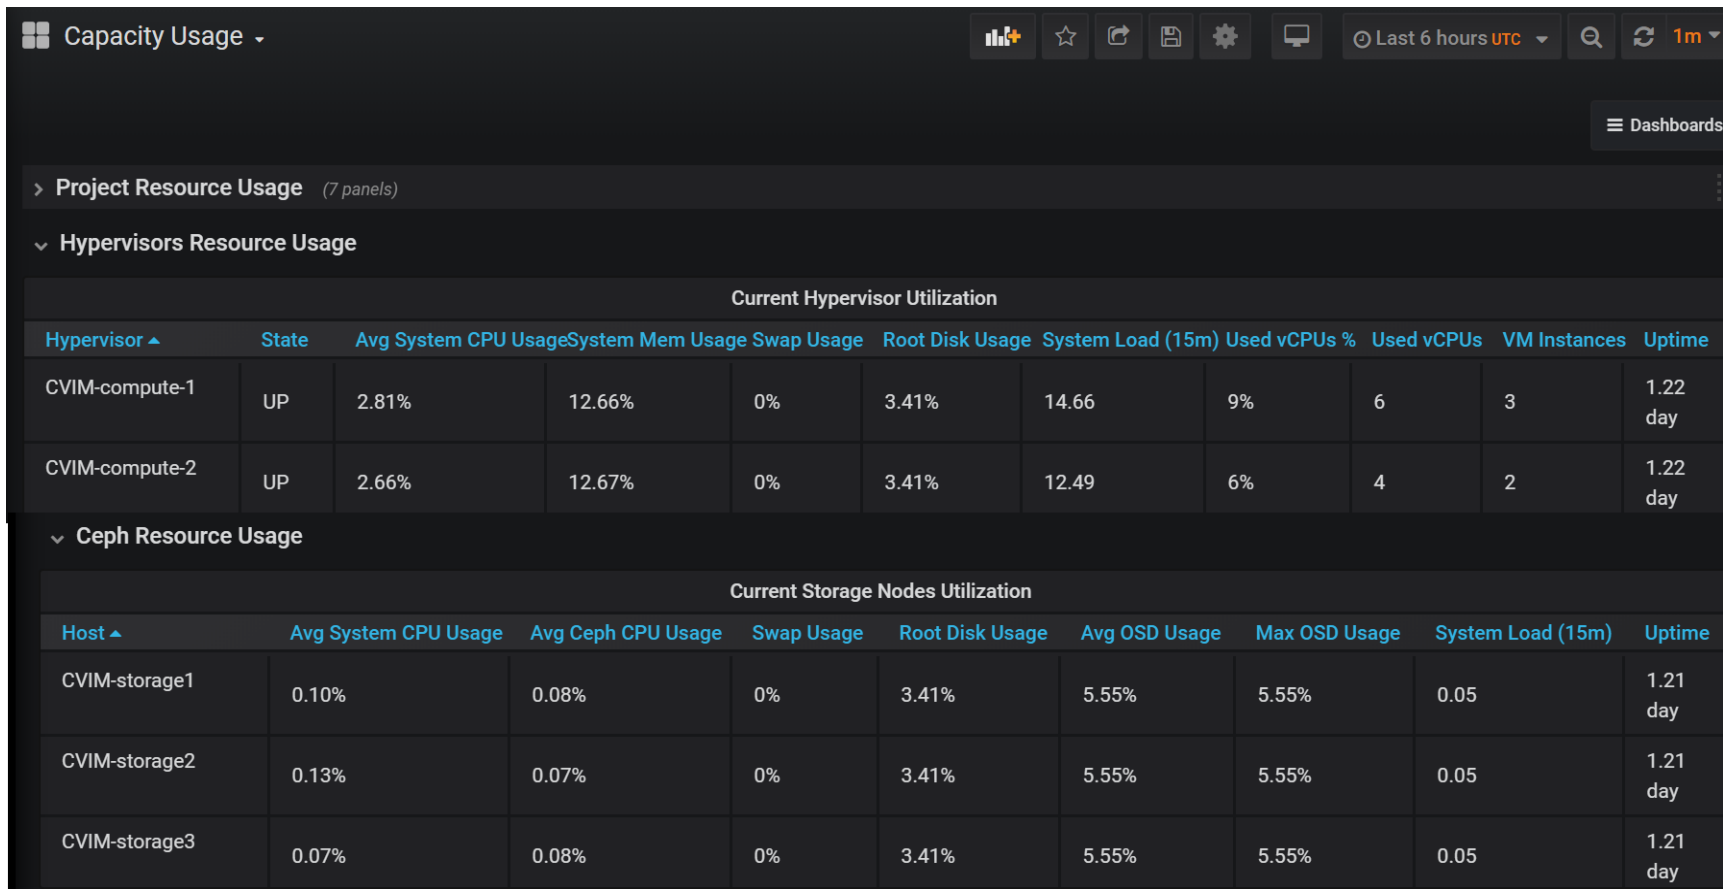 Capacity Usage
Last 6 hours UTC
1m
Dashboards
Project Resource Usage (7 panels)
Hypervisors Resource Usage
Current Hypervisor Utilization
Hypervisor State Avg System CPU Usage System Mem Usage Swap Usage Root Disk Usage System Load (15m) Used vCPUs % Used vCPUs VM Instances Uptime
CVIM-compute-1 UP 2.81% 12.66% 0% 3.41% 14.66 9% 6 3 1.22
day
CVIM-compute-2 UP 2.66% 12.67% 0% 3.41% 12.49 6% 4 2 1.22
day
Ceph Resource Usage
Current Storage Nodes Utilization
Host Avg System CPU Usage Avg Ceph CPU Usage Swap Usage Root Disk Usage Avg OSD Usage Max OSD Usage System Load (15m) Uptime
CVIM-storage1 0.10% 0.08% 0% 3.41% 5.55% 5.55% 0.05 1.21
day
CVIM-storage2 0.13% 0.07% 0% 3.41% 5.55% 5.55% 0.05 1.21
day
CVIM-storage3 0.07% 0.08% 0% 3.41% 5.55% 5.55% 0.05 1.21
day